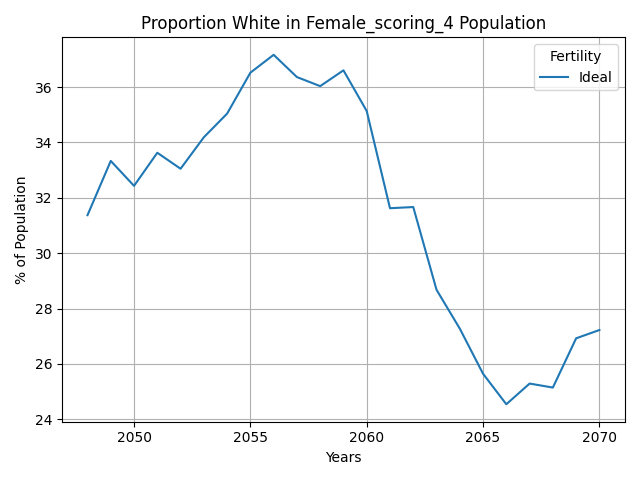 Proportion White in Female_scoring_4 Population
Fertility
Ideal
% of Population
36
34
32
30
28
26
24
2050
2055
2060
2065
2070
Years